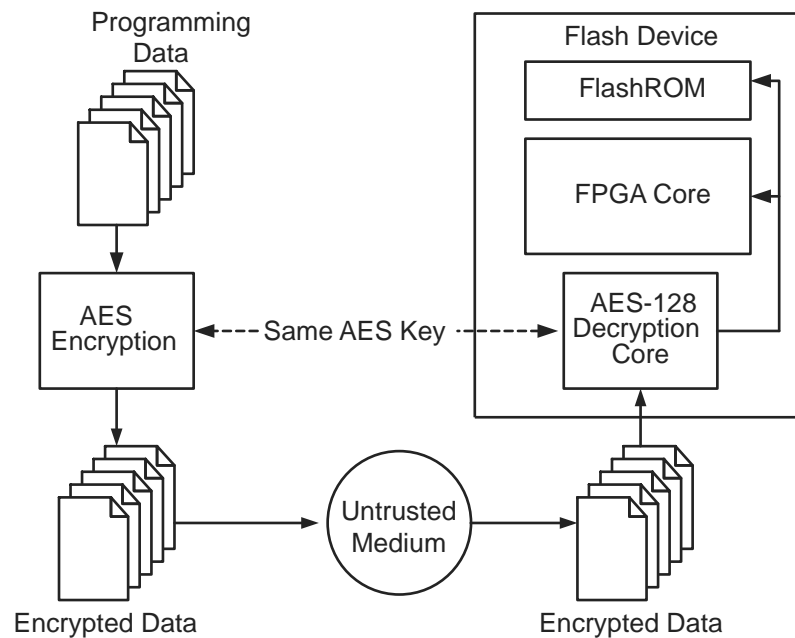 Programming
Data
Flash Device
FlashROM
FPGA Core
AES
Encryption
Same AES Key
AES-128
Decryption
Core
Untrusted
Medium
Encrypted Data
Encrypted Data